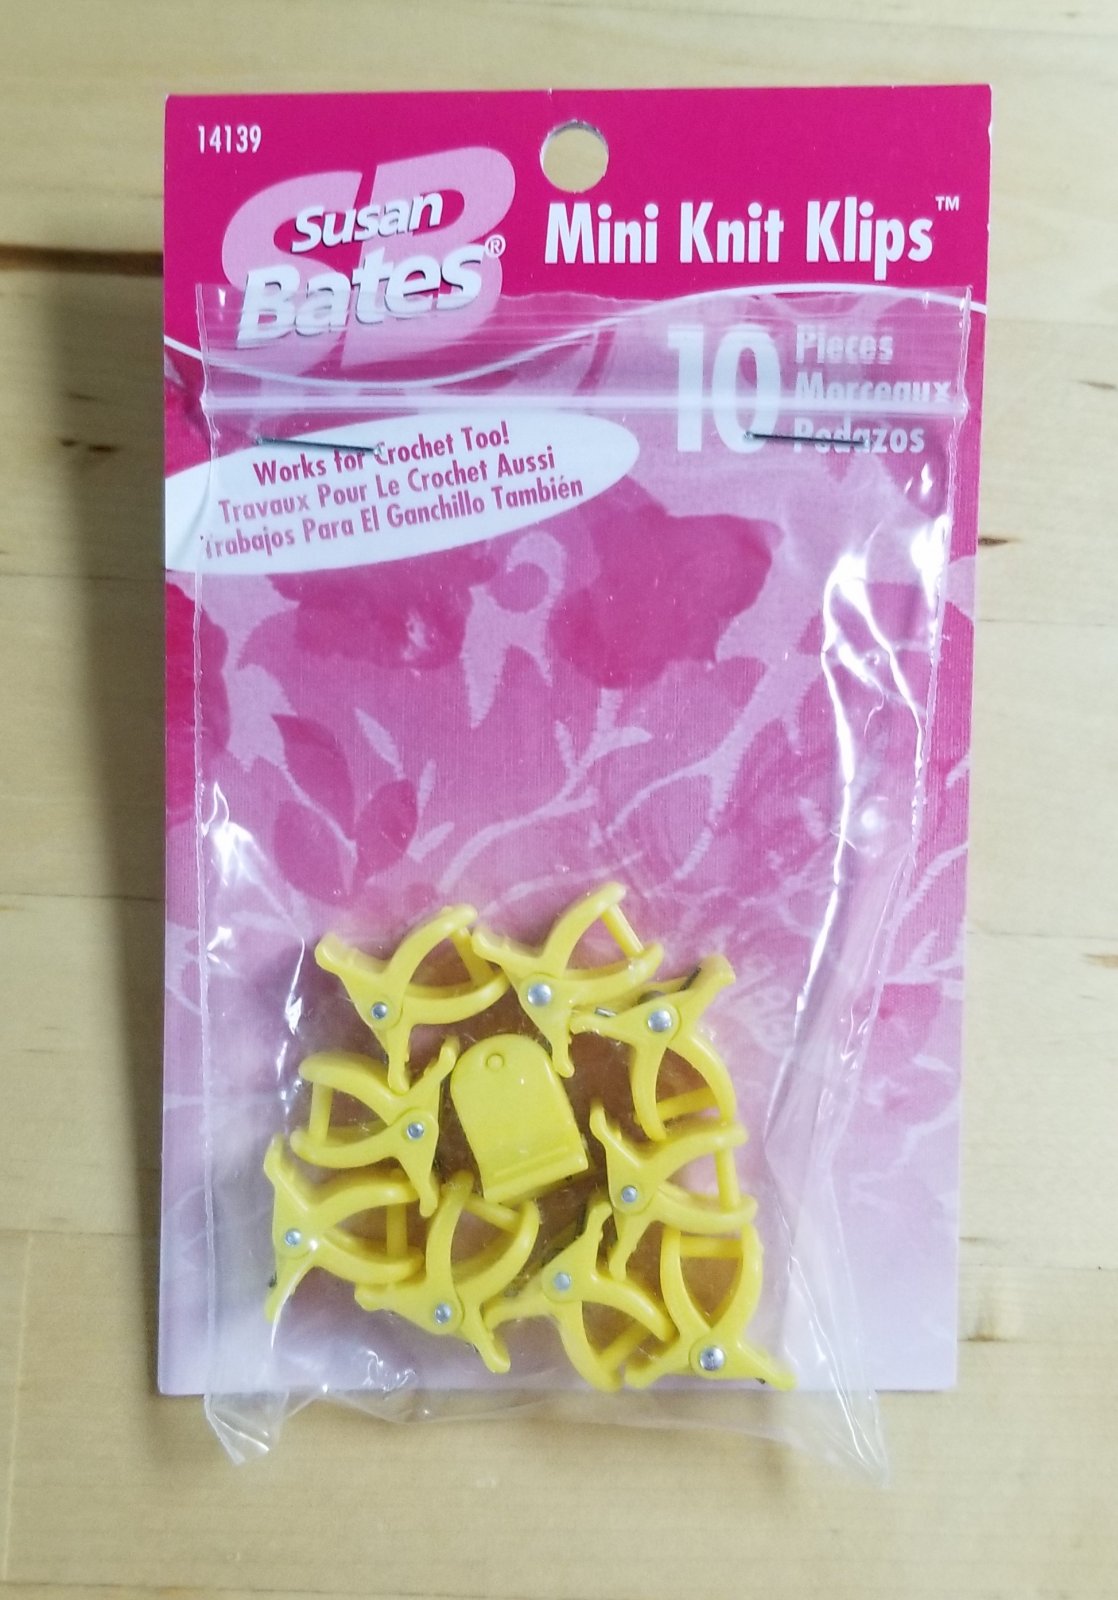 14139
SB
Susan
Bates®
Mini Knit Klips™
10
Pieces
Morceaux
Pedazos
Works for Crochet Too!
Travaux Pour Le Crochet Aussi
Trabajos Para El Ganchillo También